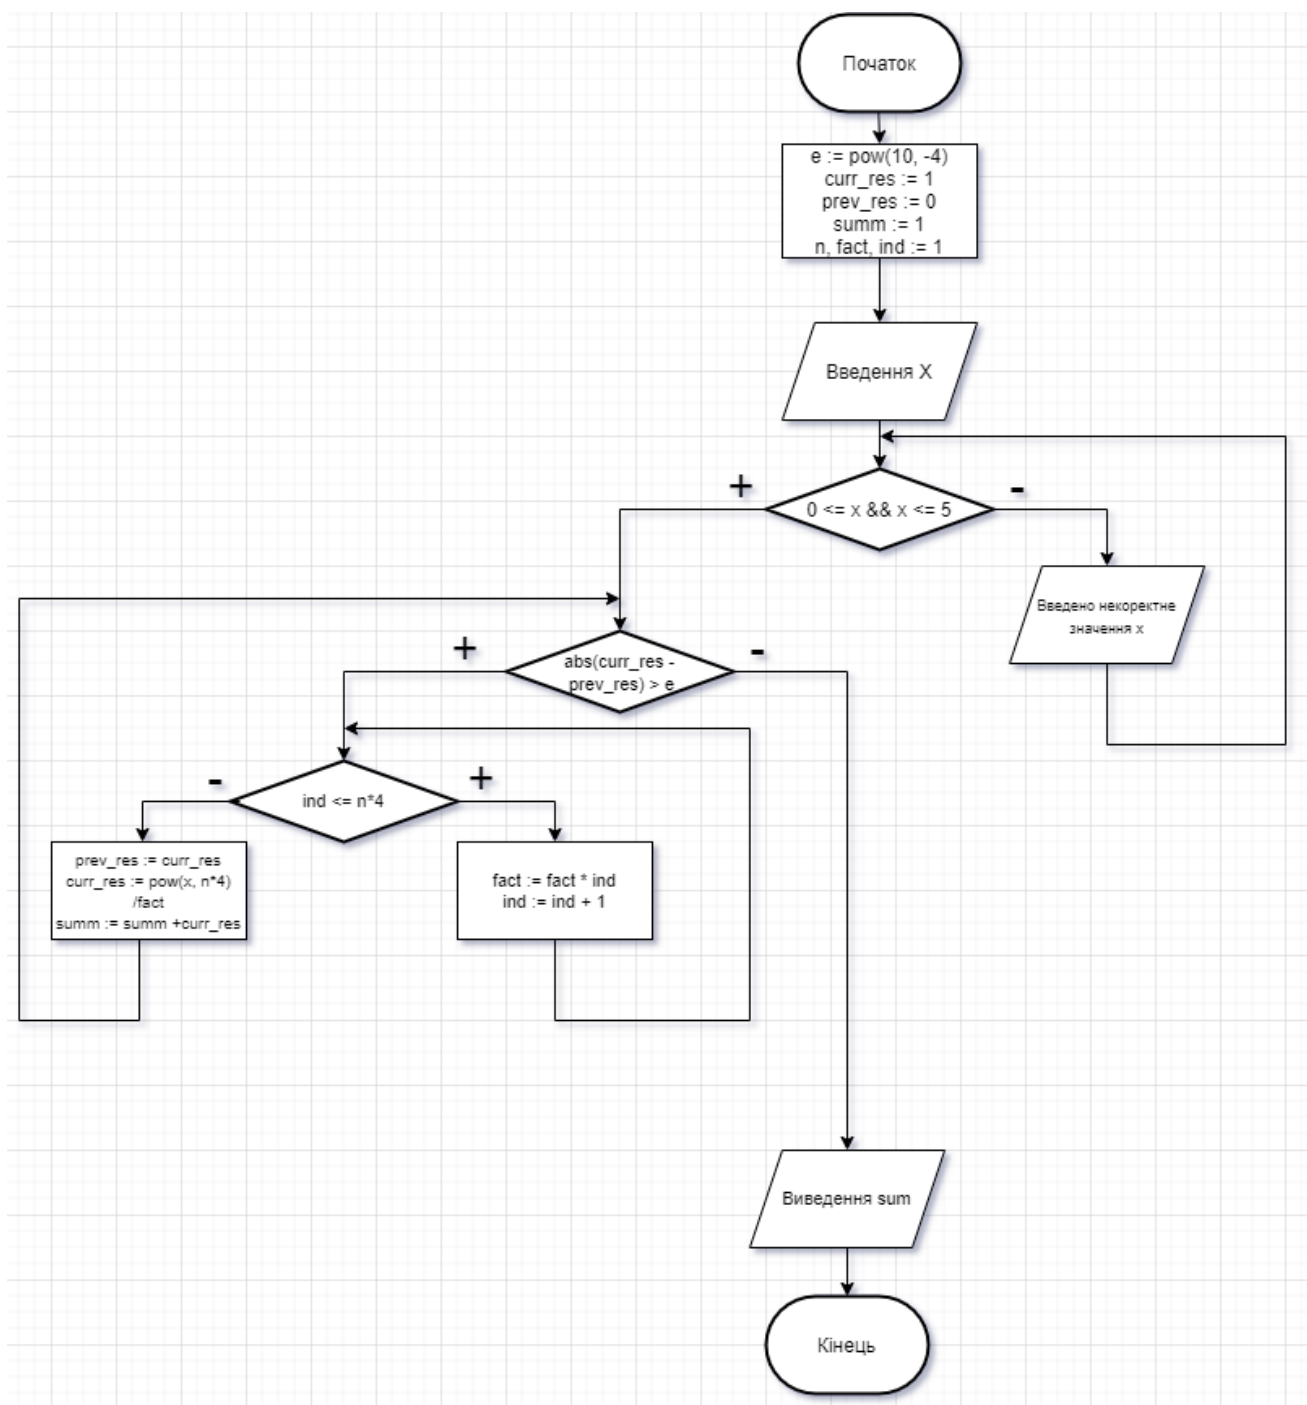 Початок
e := pow(10, -4)
curr_res := 1
prev_res := 0
summ := 1
n, fact, ind := 1
Введення X
+
-
0 <= x && x <= 5
Введено некоректне
значення x
+
-
abs(curr_res -
prev_res) > e
-
+
ind <= n*4
prev_res := curr_res
curr_res := pow(x, n*4)
/fact
summ := summ +curr_res
fact := fact * ind
ind := ind + 1
Виведення sum
Кінець